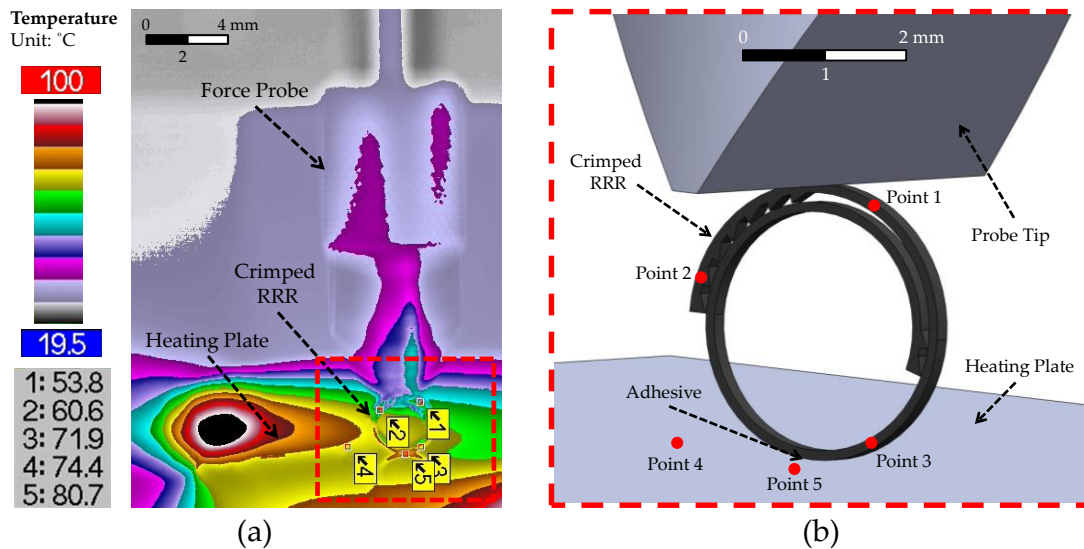 Temperature
Unit: °C
100
19.5
1: 53.8
2: 60.6
3: 71.9
4: 74.4
5: 80.7
0 4 mm
2
Force Probe
Crimped
RRR
Heating Plate
1
2
3
4
5
(a)
0 2 mm
1
Crimped
RRR
Point 1
Probe Tip
Point 2
Heating Plate
Adhesive
Point 4
Point 3
Point 5
(b)